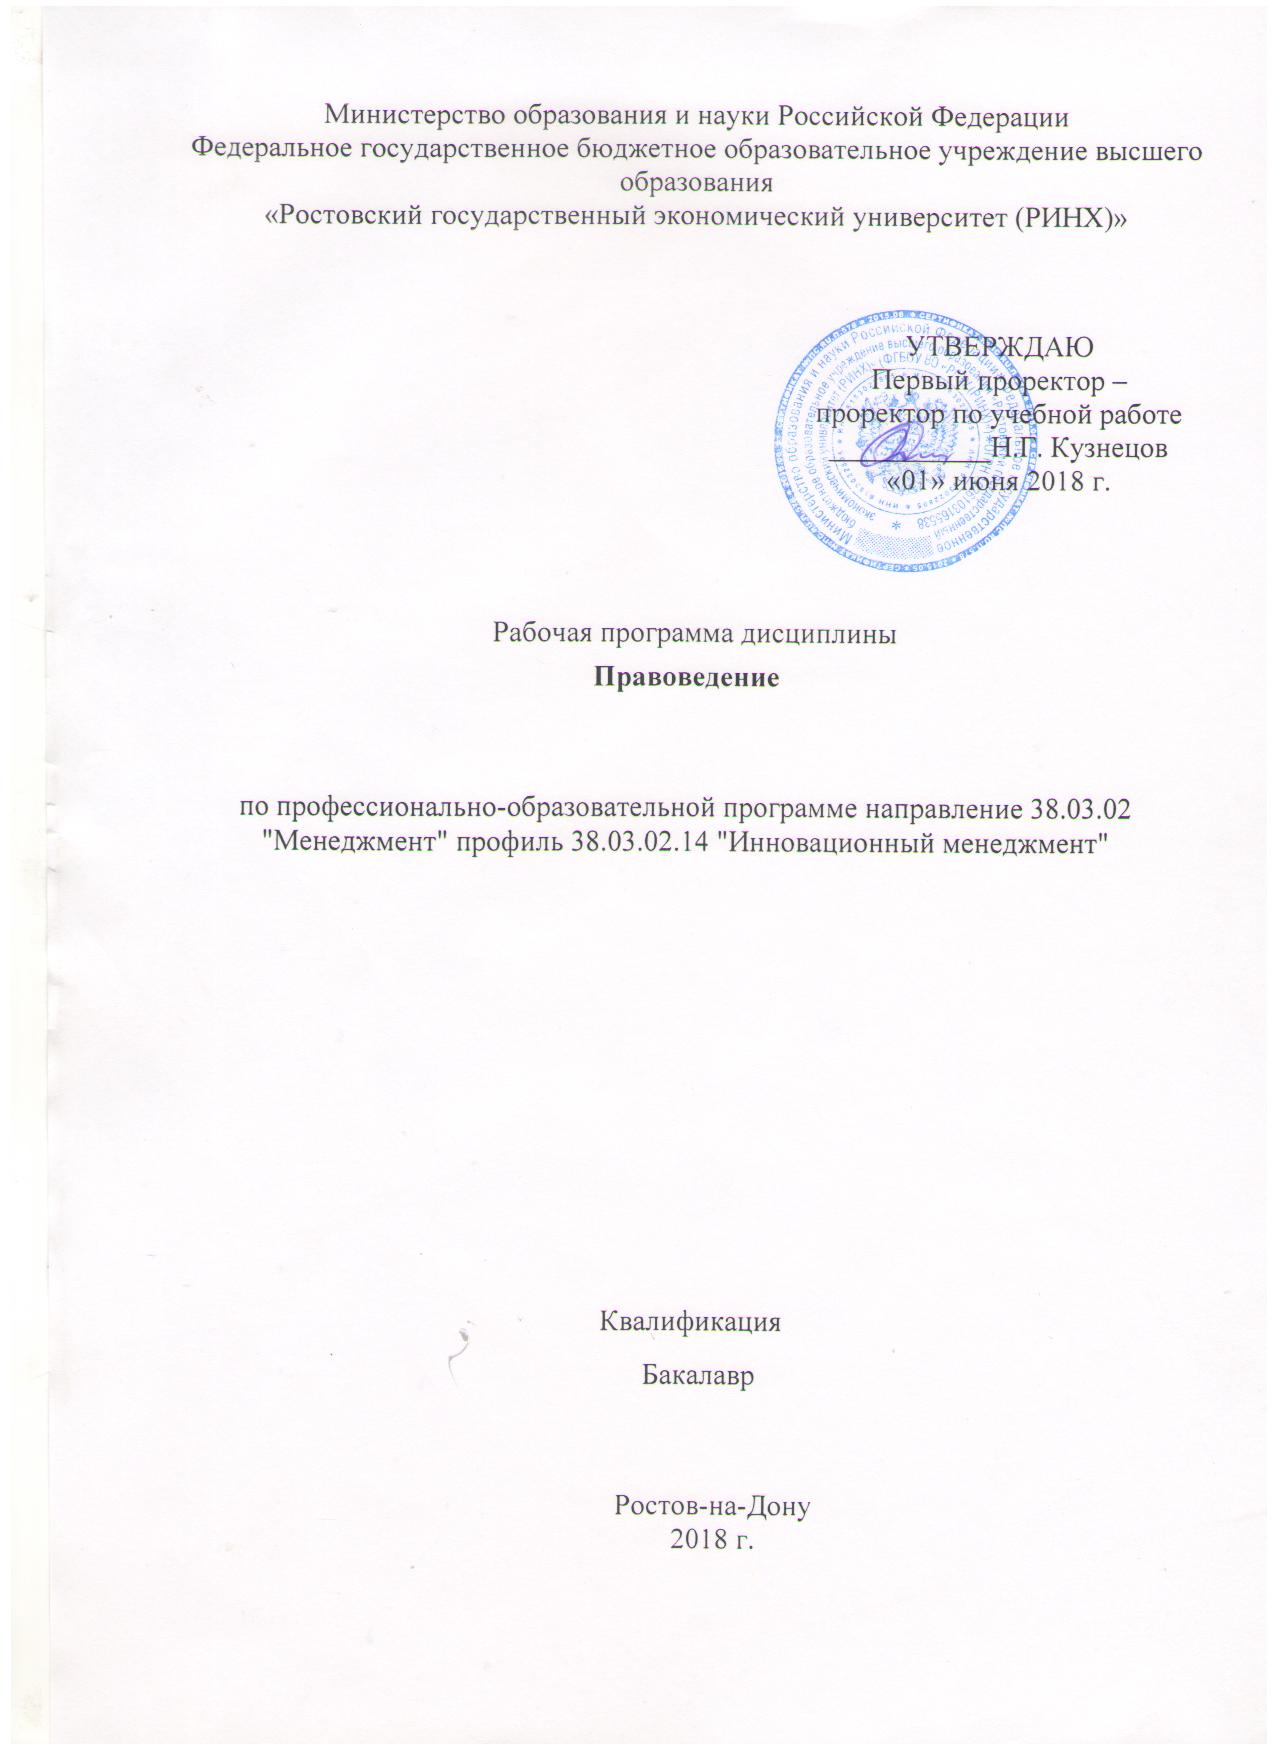 Министерство образования и науки Российской Федерации
Федеральное государственное бюджетное образовательное учреждение высшего
образования
«Ростовский государственный экономический университет (РИНХ)»
УТВЕРЖДАЮ
Первый проректор –
проректор по учебной работе
Н.Г. Кузнецов
«01» июня 2018 г.
Рабочая программа дисциплины
Правоведение
по профессионально-образовательной программе направление 38.03.02
"Менеджмент" профиль 38.03.02.14 "Инновационный менеджмент"
Квалификация
Бакалавр
Ростов-на-Дону
2018 г.